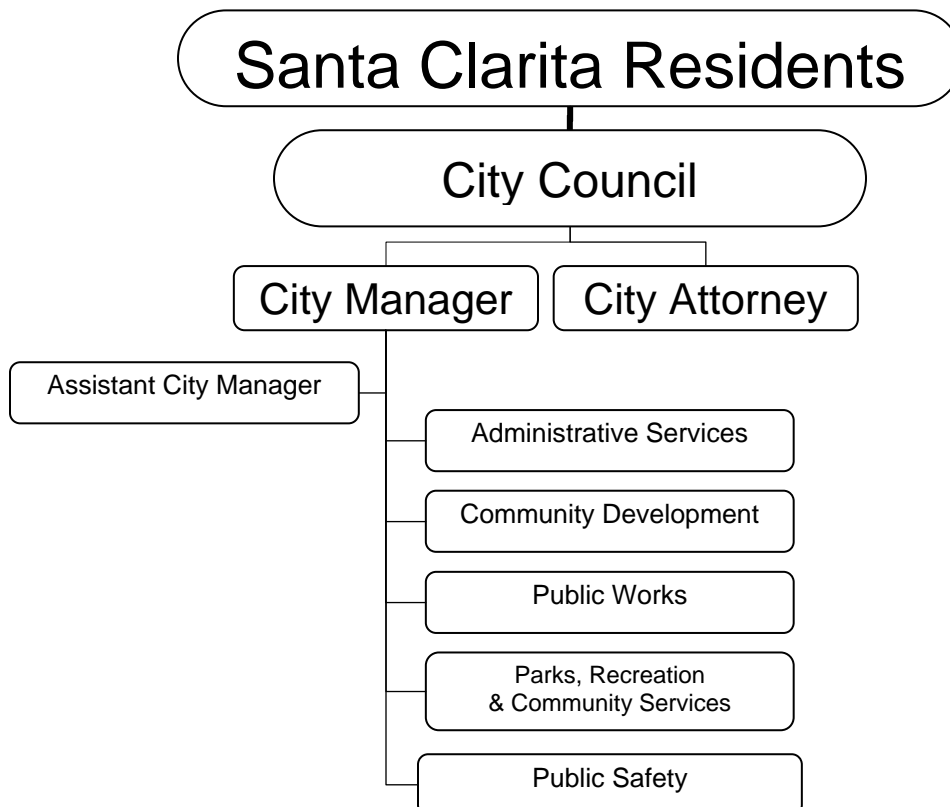 Santa Clarita Residents
City Council
City Manager
City Attorney
Assistant City Manager
Administrative Services
Community Development
Public Works
Parks, Recreation
& Community Services
Public Safety